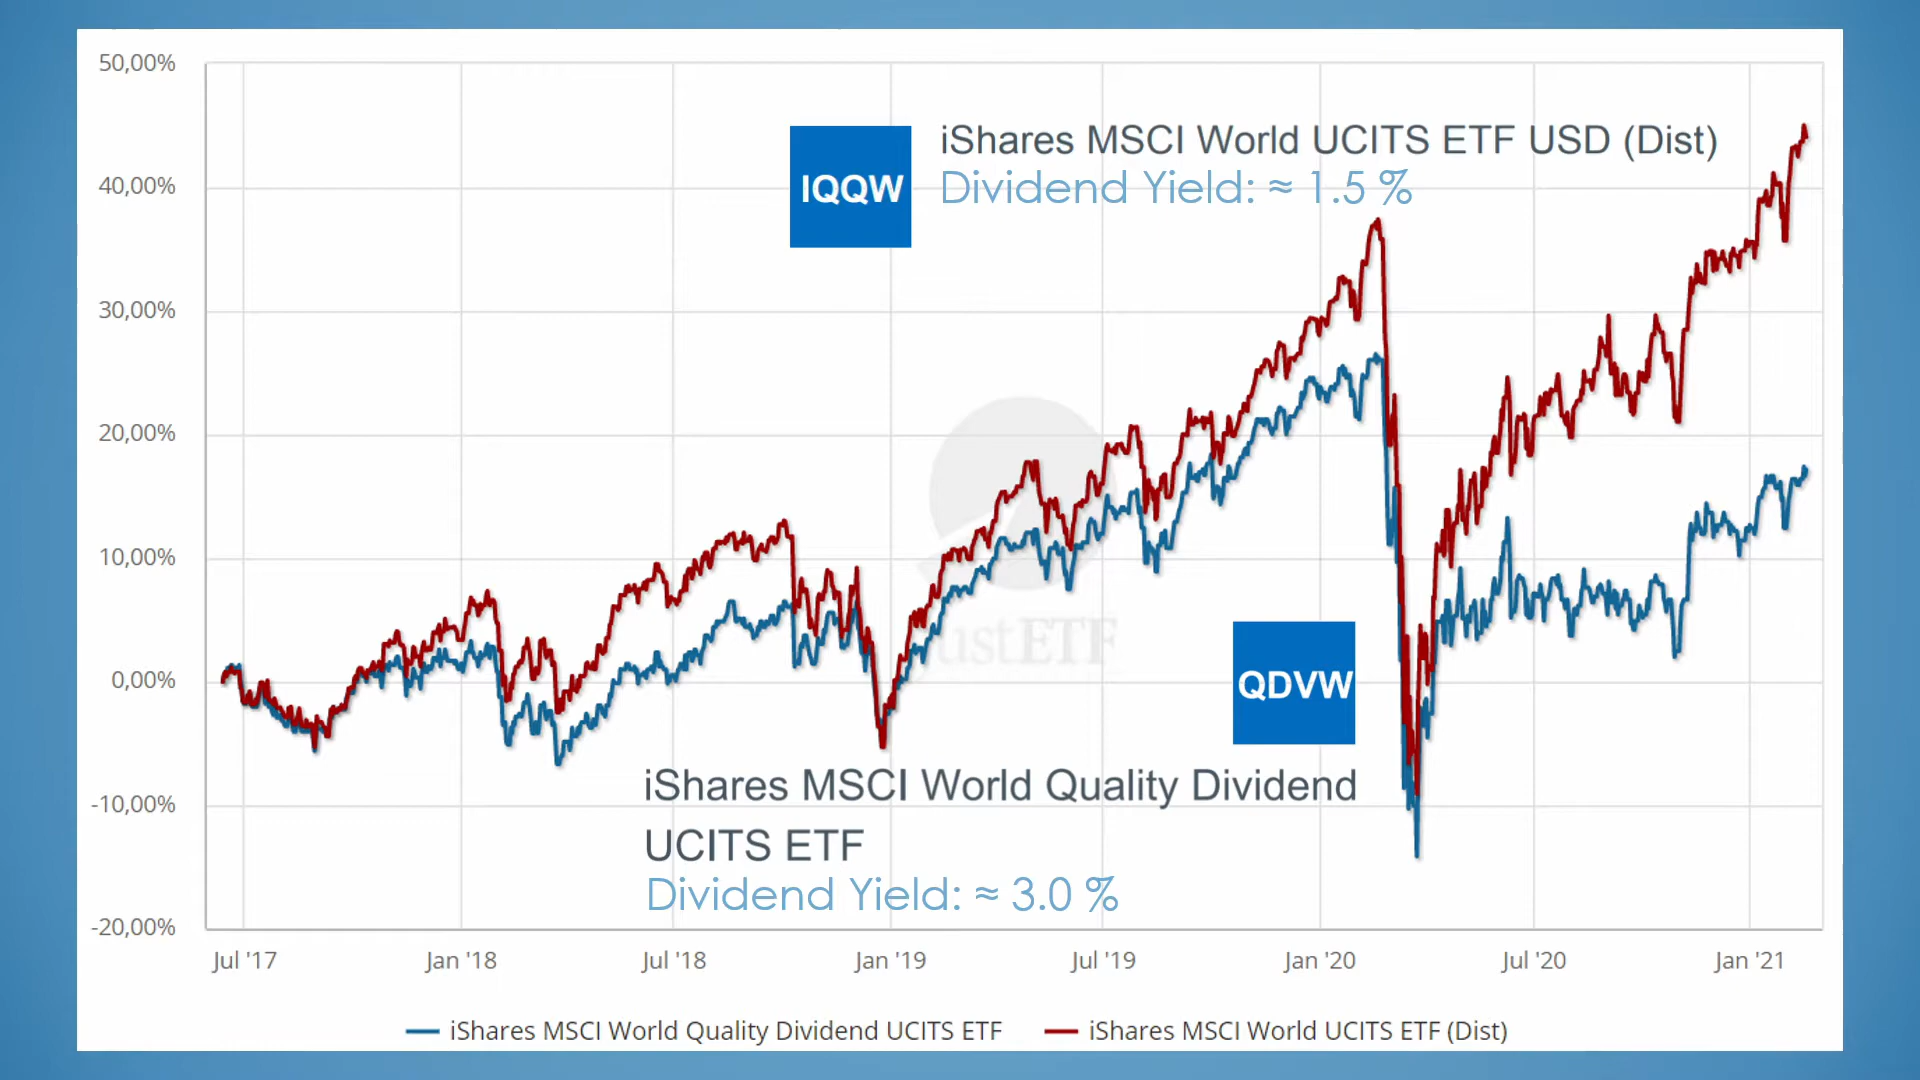 50,00%
40,00%
30,00%
20,00%
10,00%
0,00%
-10,00%
-20,00%
IQQW
iShares MSCI World UCITS ETF USD (Dist)
Dividend Yield: ≈ 1.5 %
ustETF
QDVW
iShares MSCI World Quality Dividend
UCITS ETF
Dividend Yield: ≈ 3.0 %
Jul '17 Jan '18 Jul '18 Jan '19 Jul '19 Jan '20 Jul '20 Jan '21
iShares MSCI World Quality Dividend UCITS ETF iShares MSCI World UCITS ETF (Dist)